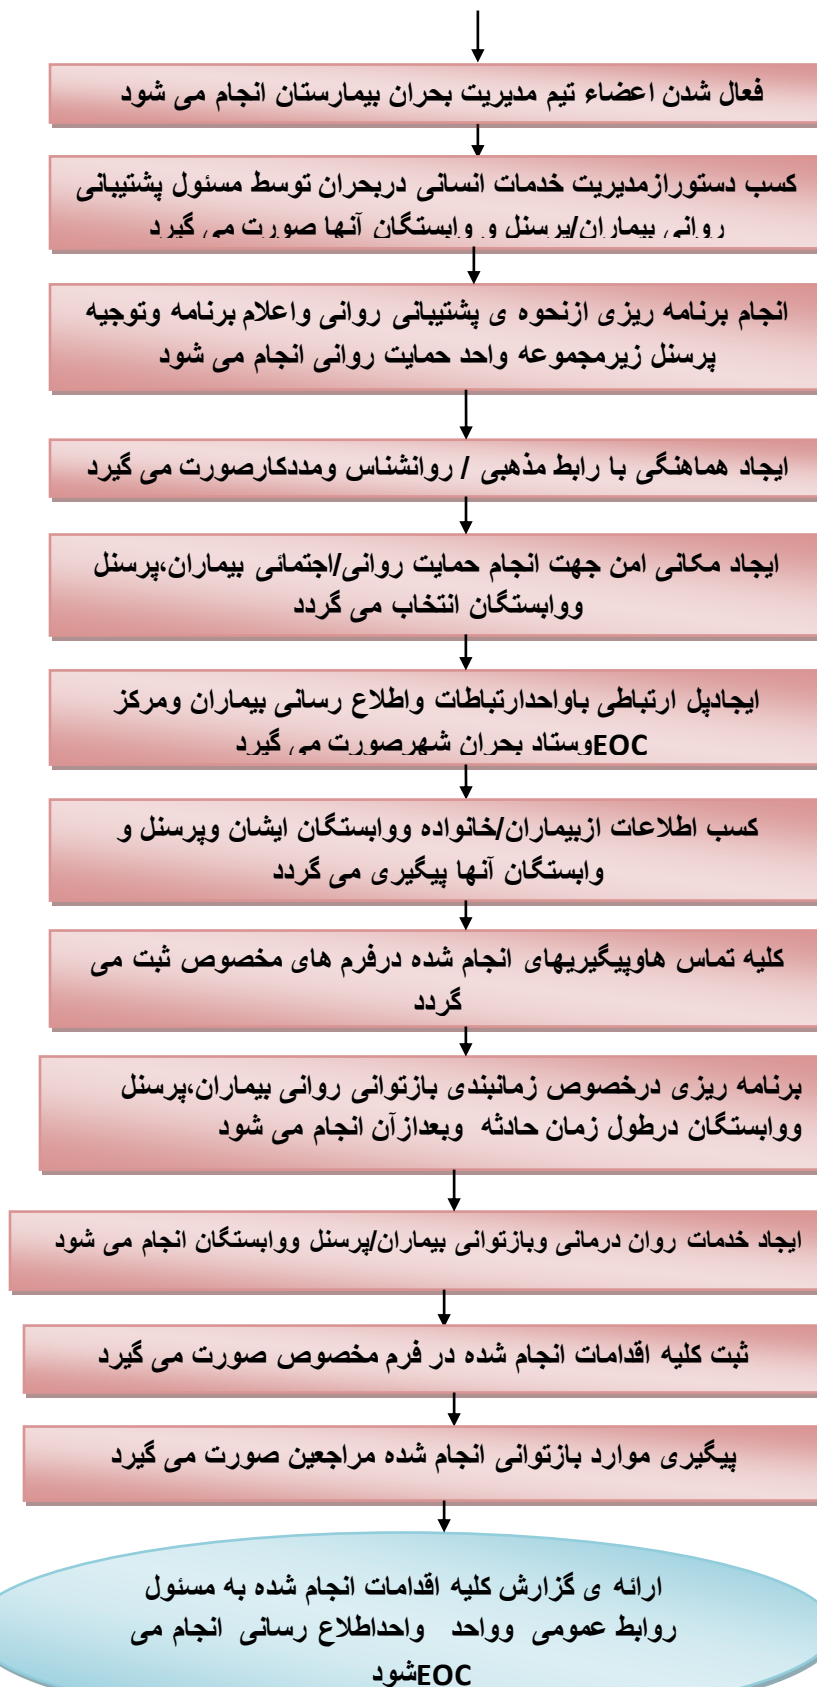 فعال شدن اعضاء تیم مدیریت بحران بیمارستان انجام می شود
کسب دستورازمدیریت خدمات انسانی دربحران توسط مسئول پشتیبانی
روانی بیماران/پرسنل و وابستگان آنها صورت می گیرد
انجام برنامه ریزی ازنحوه ی پشتیبانی روانی واعلام برنامه وتوجیه
پرسنل زیرمجموعه واحد حمایت روانی انجام می شود
ایجاد هماهنگی با رابط مذهبی / روانشناس ومددکارصورت می گیرد
ایجاد مکانی امن جهت انجام حمایت روانی/اجتمائی بیماران،پرسنل
ووابستگان انتخاب می گردد
ایجادپل ارتباطی باواحدارتباطات واطلاع رسانی بیماران ومرکز
EOCوستاد بحران شهرصورت می گیرد
کسب اطلاعات ازبیماران/خانواده ووابستگان ایشان وپرسنل و
وابستگان آنها پیگیری می گردد
کلیه تماس هاوپیگیریهای انجام شده درفرم های مخصوص ثبت می
گردد
برنامه ریزی درخصوص زمانبندی بازتوانی روانی بیماران،پرسنل
ووابستگان درطول زمان حادثه وبعدازآن انجام می شود
ایجاد خدمات روان درمانی وبازتوانی بیماران/پرسنل ووابستگان انجام می شود
ثبت کلیه اقدامات انجام شده در فرم مخصوص صورت می گیرد
پیگیری موارد بازتوانی انجام شده مراجعین صورت می گیرد
ارائه ی گزارش کلیه اقدامات انجام شده به مسئول
روابط عمومی وواحد واحداطلاع رسانی انجام می
EOCشود